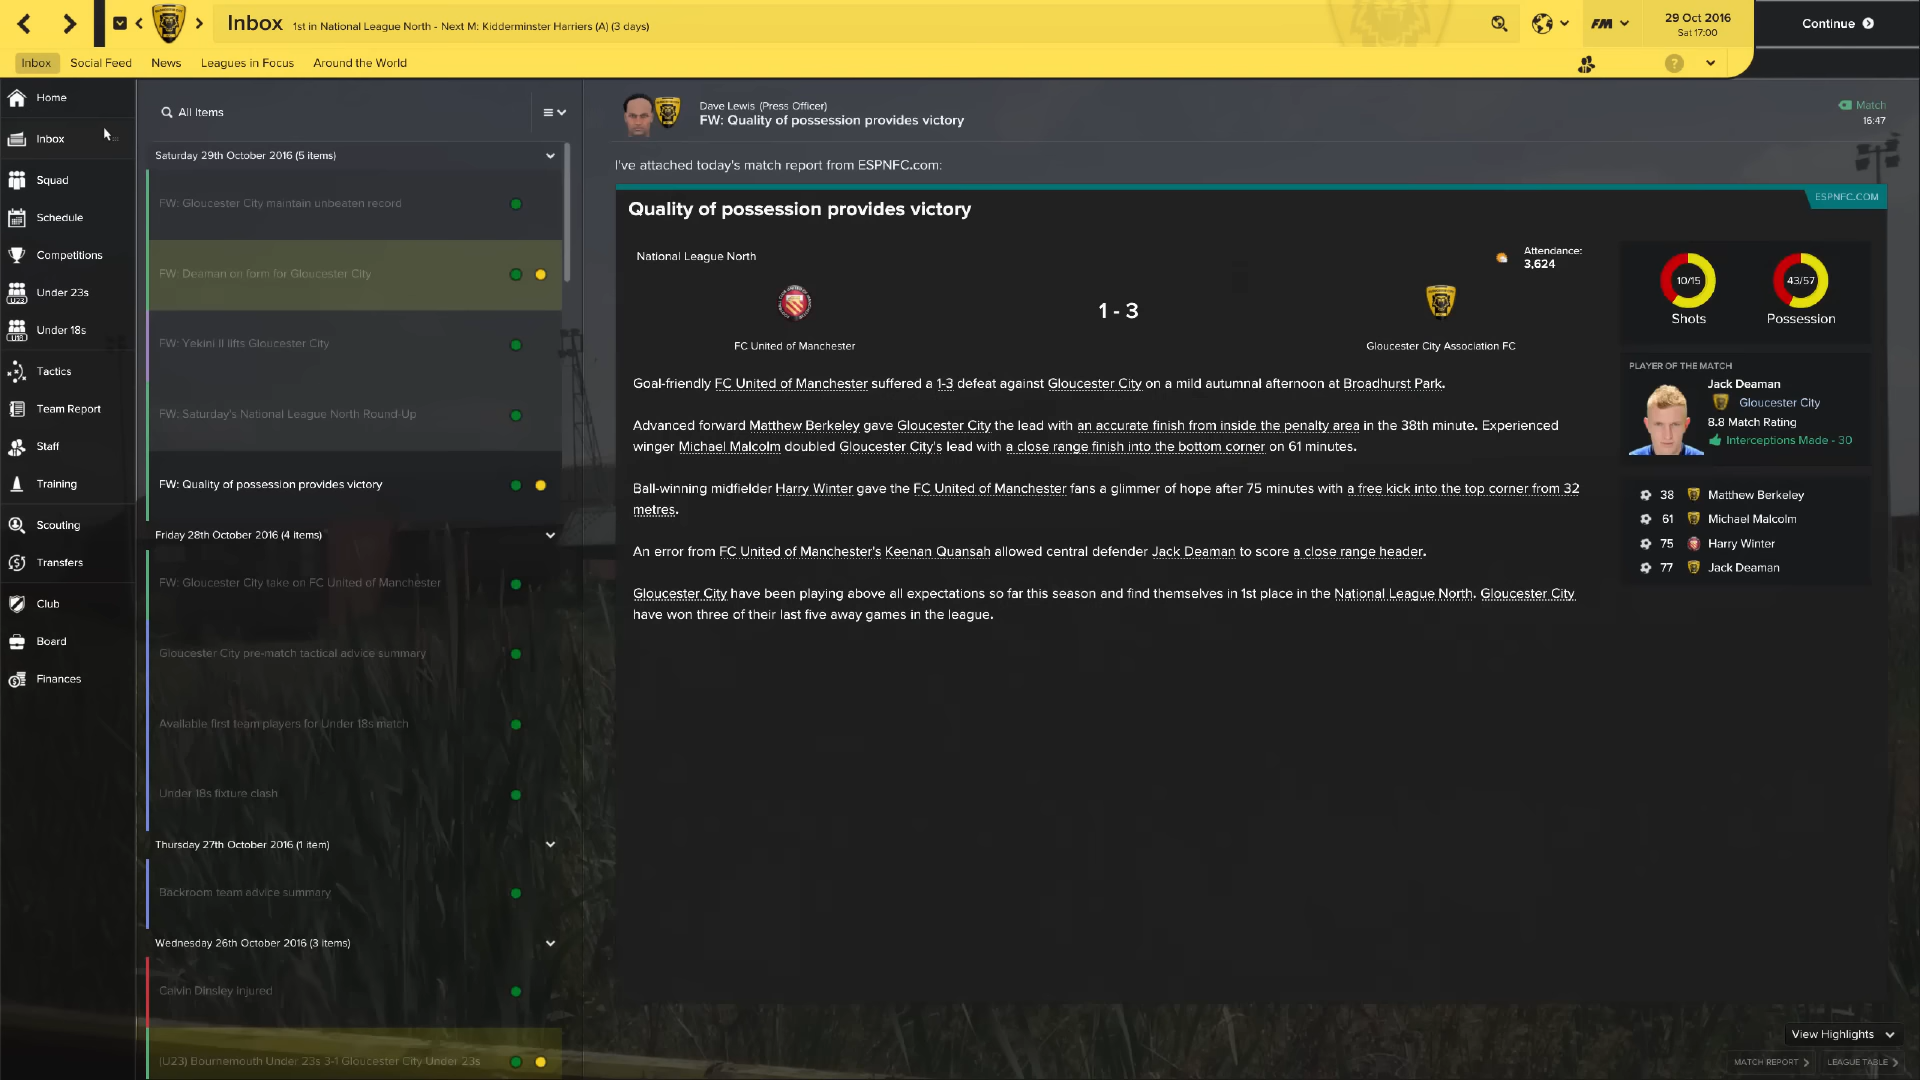 Inbox
1st in National League North - Next M: Kidderminster Harriers (A) (3 days)
FM
29 Oct 2016
Sat 17:00
Continue
Inbox
Social Feed
News
Leagues in Focus
Around the World
?
Home
Inbox
Squad
Schedule
Competitions
U23
Under 23s
U18
Under 18s
Tactics
Team Report
Staff
Training
Scouting
Transfers
Club
Board
Finances
All Items
Saturday 29th October 2016 (5 items)
FW: Gloucester City maintain unbeaten record
FW: Deaman on form for Gloucester City
FW: Yekini II lifts Gloucester City
FW: Saturday's National League North Round-Up
FW: Quality of possession provides victory
Friday 28th October 2016 (4 items)
FW: Gloucester City take on FC United of Manchester
Gloucester City pre-match tactical advice summary
Available first team players for Under 18s match
Under 18s fixture clash
Thursday 27th October 2016 (1 item)
Backroom team advice summary
Wednesday 26th October 2016 (3 items)
Calvin Dinsley injured
(U23) Bournemouth Under 23s 3-1 Gloucester City Under 23s
Dave Lewis (Press Officer)
FW: Quality of possession provides victory
Match
16:47
I've attached today's match report from ESPNFC.com:
ESPNFC.COM
Quality of possession provides victory
National League North
Attendance:
3,624
1 - 3
FC United of Manchester
Gloucester City Association FC
Goal-friendly FC United of Manchester suffered a 1-3 defeat against Gloucester City on a mild autumnal afternoon at Broadhurst Park.
Advanced forward Matthew Berkeley gave Gloucester City the lead with an accurate finish from inside the penalty area in the 38th minute. Experienced
winger Michael Malcolm doubled Gloucester City's lead with a close range finish into the bottom corner on 61 minutes.
Ball-winning midfielder Harry Winter gave the FC United of Manchester fans a glimmer of hope after 75 minutes with a free kick into the top corner from 32
metres.
An error from FC United of Manchester's Keenan Quansah allowed central defender Jack Deaman to score a close range header.
Gloucester City have been playing above all expectations so far this season and find themselves in 1st place in the National League North. Gloucester City
have won three of their last five away games in the league.
10/15
Shots
43/57
Possession
PLAYER OF THE MATCH
Jack Deaman
Gloucester City
8.8 Match Rating
Interceptions Made - 30
38 Matthew Berkeley
61 Michael Malcolm
75 Harry Winter
77 Jack Deaman
View Highlights
MATCH REPORT
LEAGUE TABLE